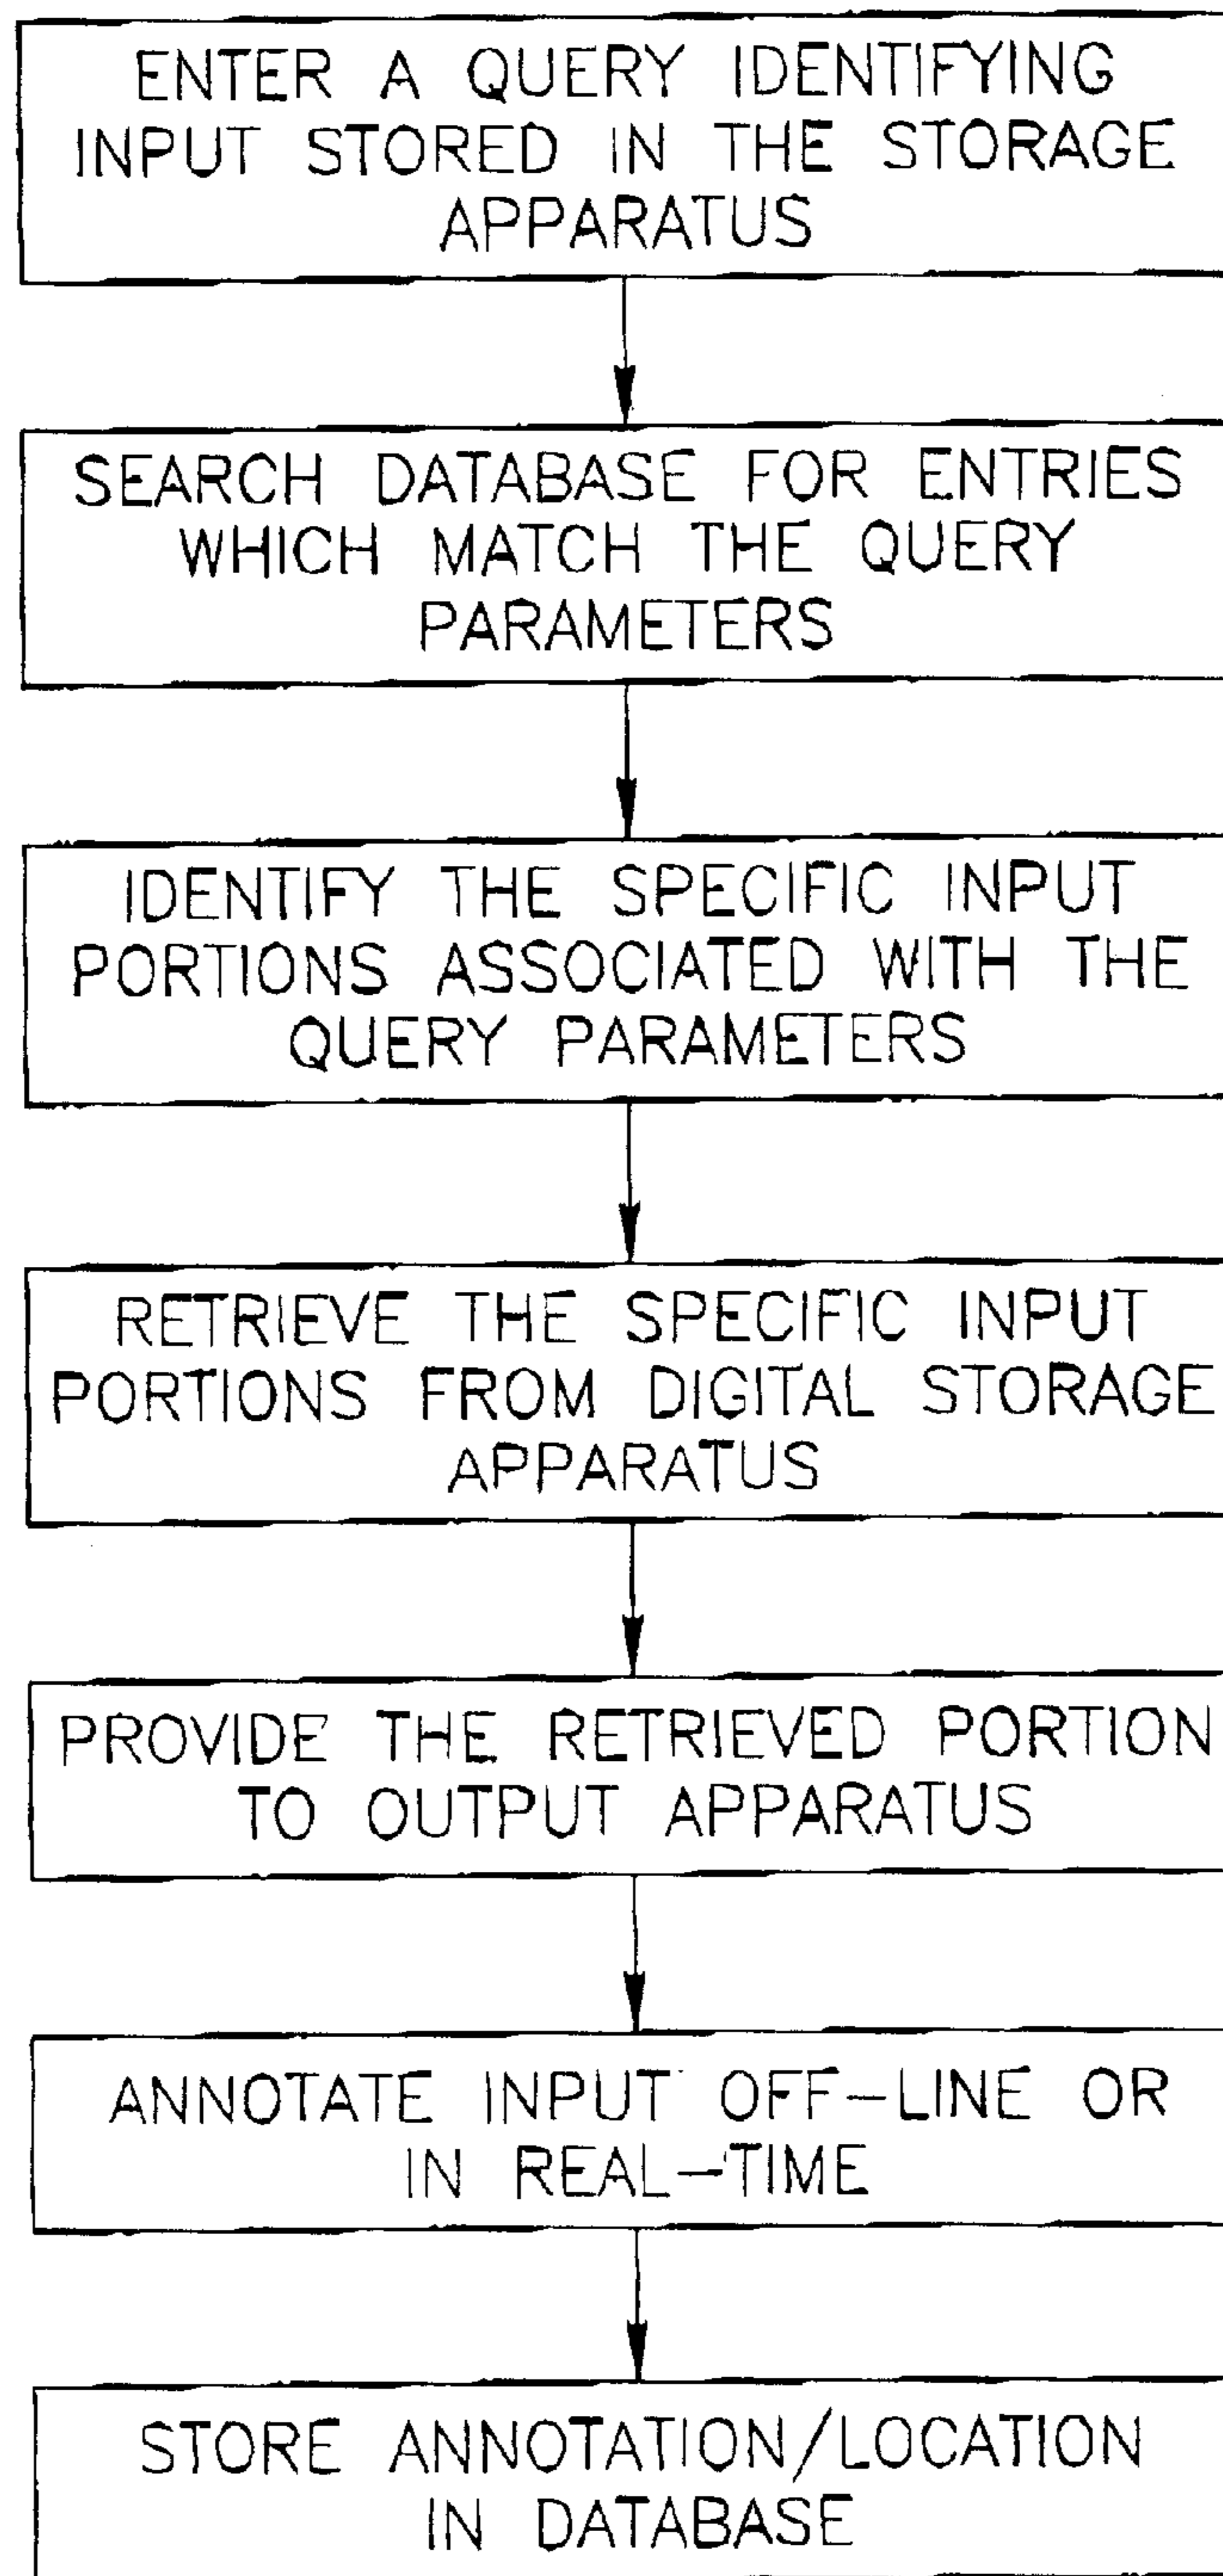 ENTER A QUERY IDENTIFYING
INPUT STORED IN THE STORAGE
APPARATUS
SEARCH DATABASE FOR ENTRIES
WHICH MATCH THE QUERY
PARAMETERS
IDENTIFY THE SPECIFIC INPUT
PORTIONS ASSOCIATED WITH THE
QUERY PARAMETERS
RETRIEVE THE SPECIFIC INPUT
PORTIONS FROM DIGITAL STORAGE
APPARATUS
PROVIDE THE RETRIEVED PORTION
TO OUTPUT APPARATUS
ANNOTATE INPUT OFF-LINE OR
IN REAL-TIME
STORE ANNOTATION/LOCATION
IN DATABASE